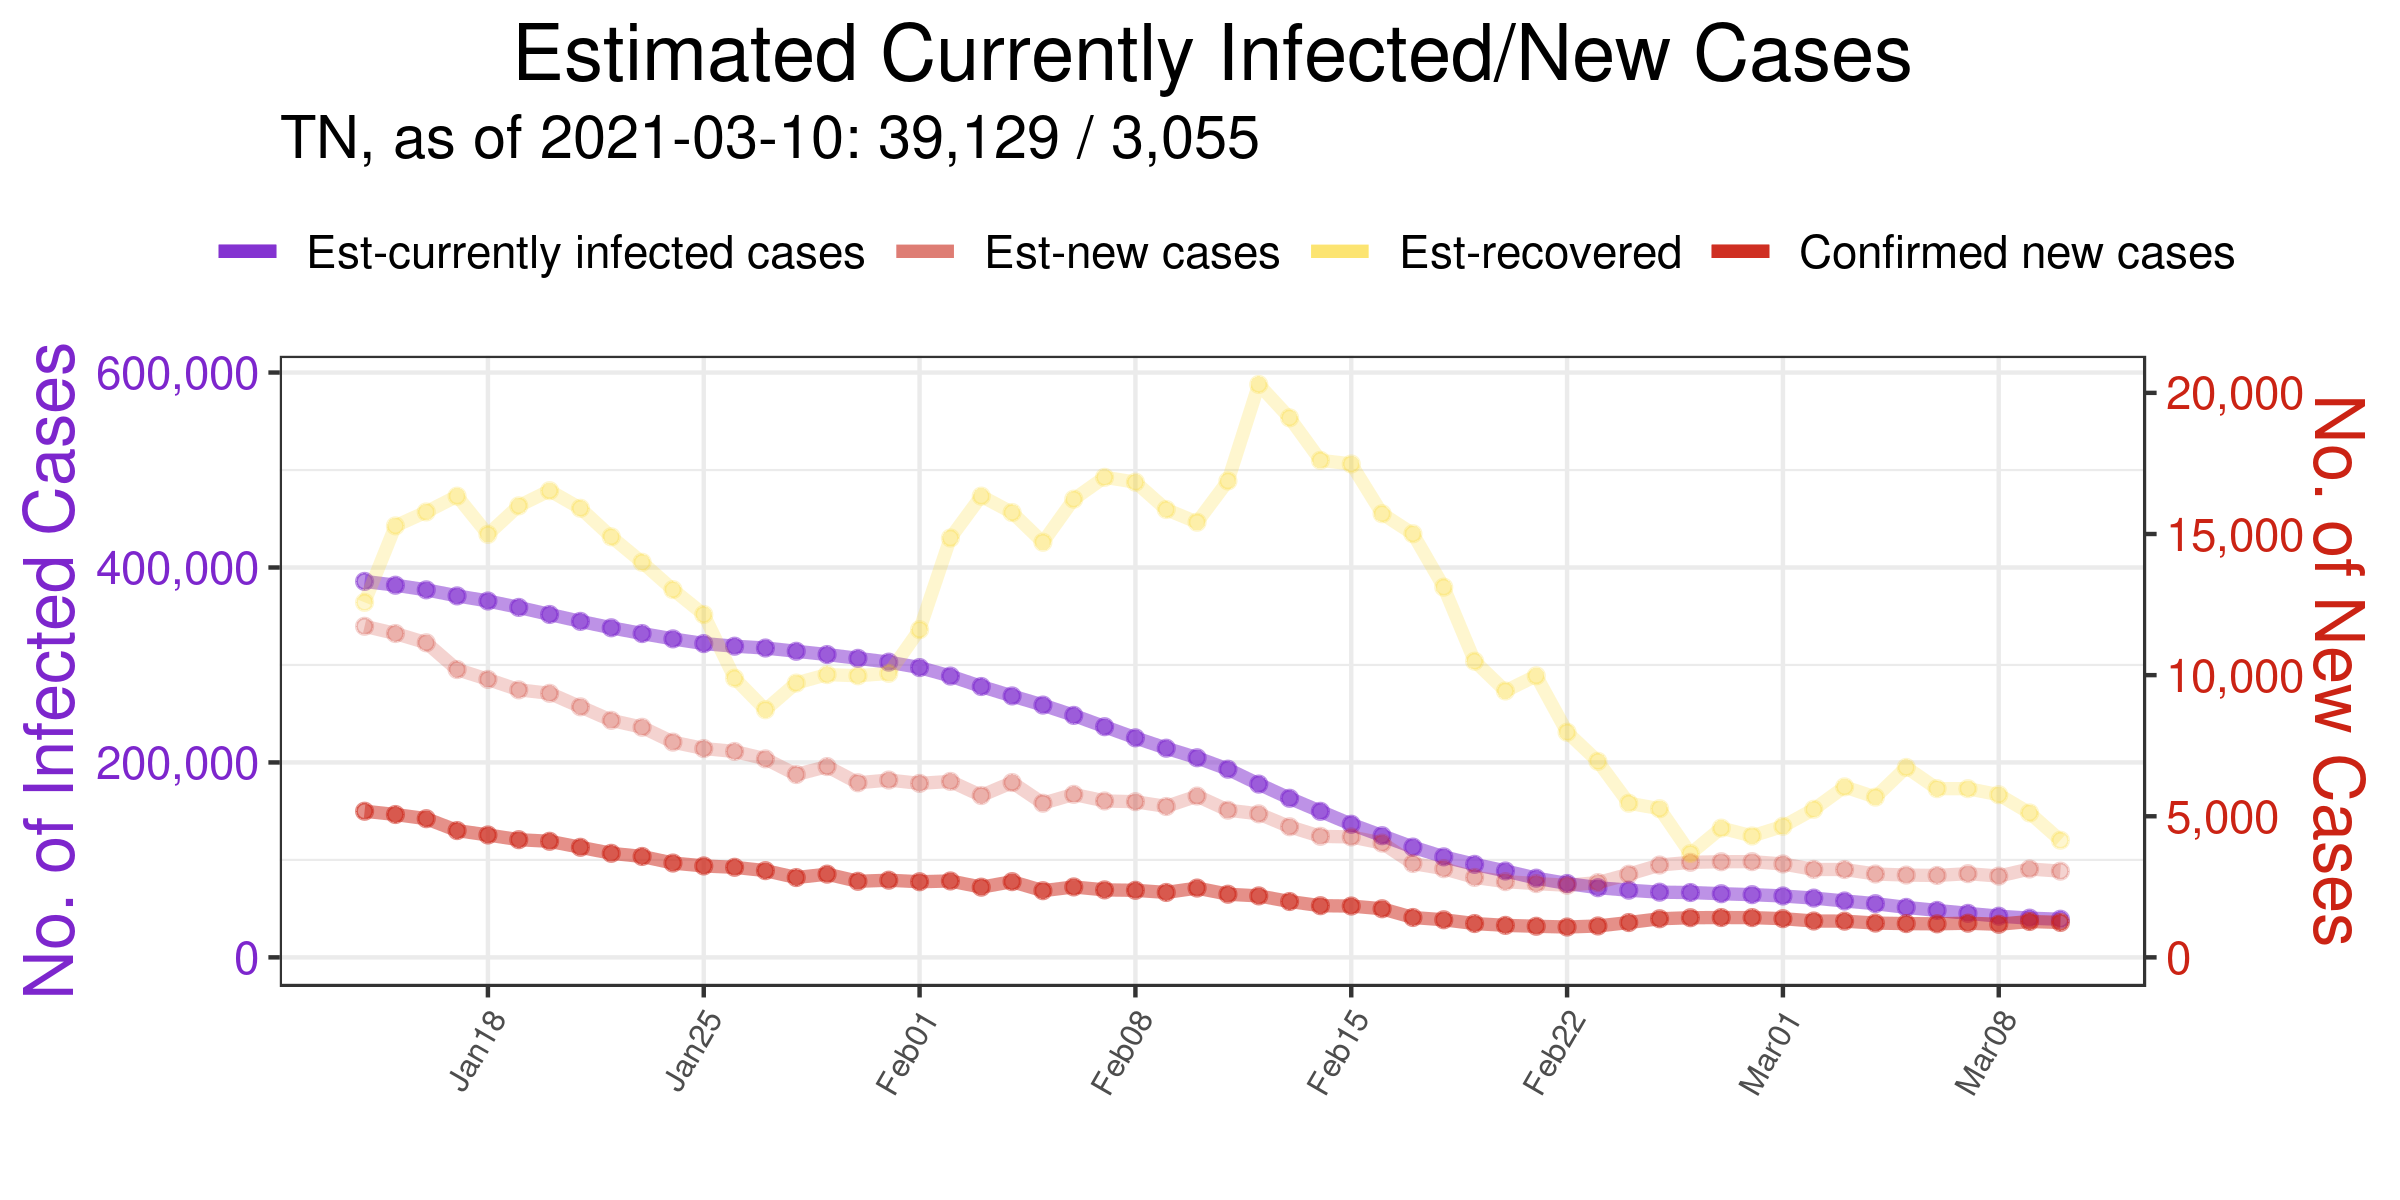 Estimated Currently Infected/New Cases
TN, as of 2021-03-10: 39,129 / 3,055
Est-currently infected cases Est-new cases Est-recovered Confirmed new cases
No. of Infected Cases
600,000
400,000
200,000
0
20,000
15,000
10,000
5,000
0
No. of New Cases
Jan18 Jan25 Feb01 Feb08 Feb15 Feb22 Mar01 Mar08